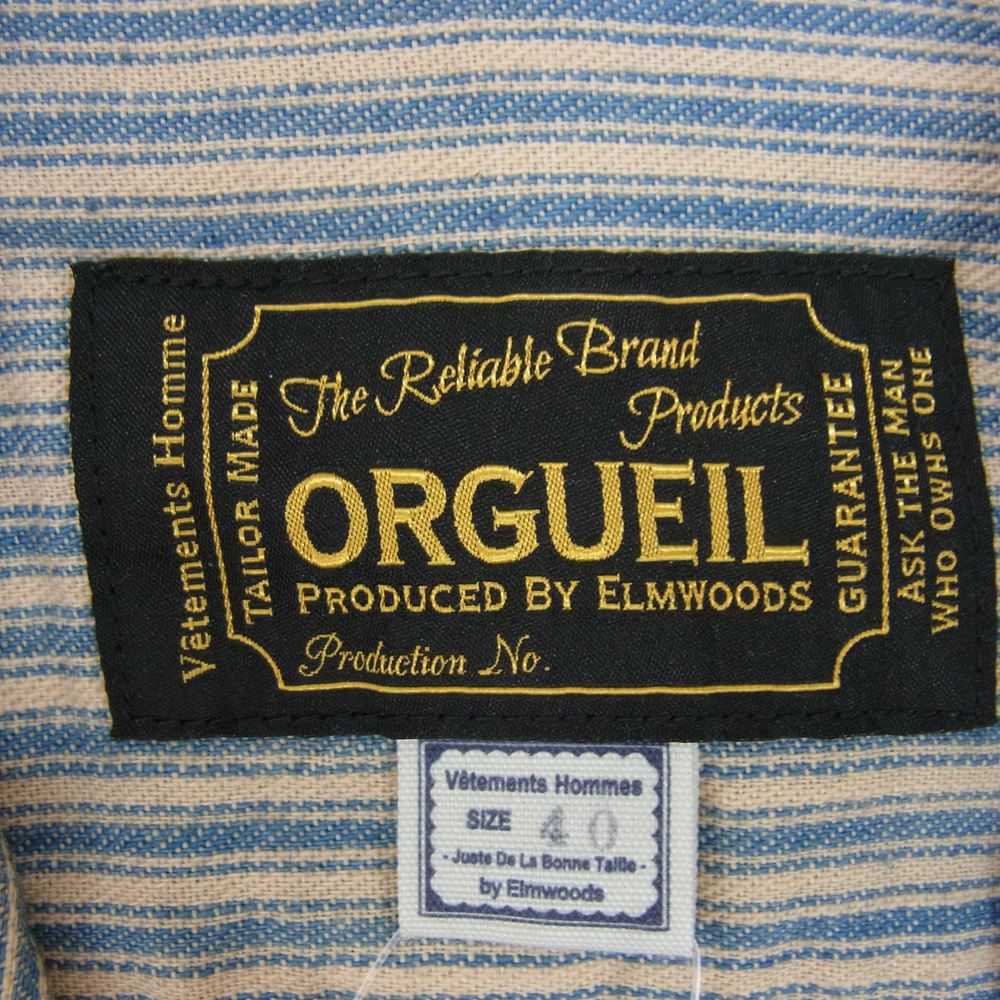 Vêtements Homme
TAILOR MADE
The Reliable Brand
Products
ORGUEIL
PRODUCED BY ELMWOODS
Production No.
GUARANTEE
ASK THE MAN
WHO OWNS ONE
Vêtements Hommes
SIZE 40
- Juste De La Bonne Taille -
by Elmwoods